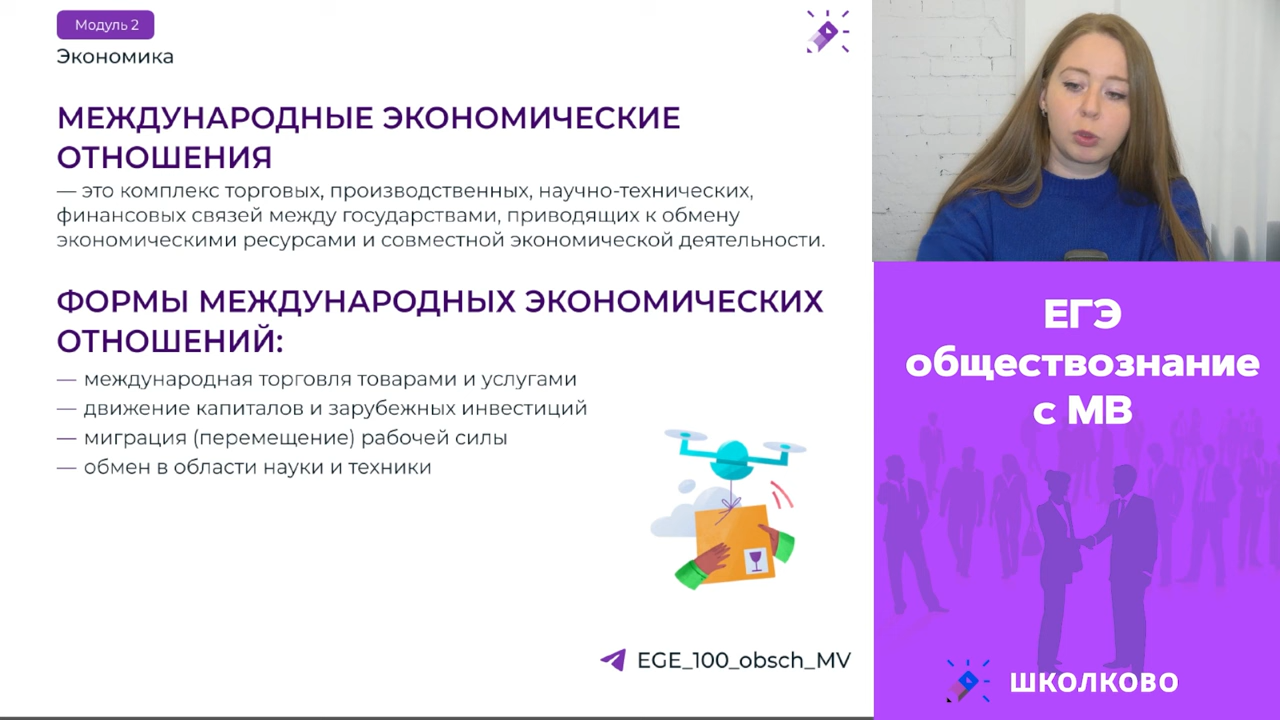 Модуль 2
Экономика
МЕЖДУНАРОДНЫЕ ЭКОНОМИЧЕСКИЕ
ОТНОШЕНИЯ
— это комплекс торговых, производственных, научно-технических,
финансовых связей между государствами, приводящих к обмену
экономическими ресурсами и совместной экономической деятельности.
ФОРМЫ МЕЖДУНАРОДНЫХ ЭКОНОМИЧЕСКИХ
ОТНОШЕНИЙ:
— международная торговля товарами и услугами
— движение капиталов и зарубежных инвестиций
— миграция (перемещение) рабочей силы
— обмен в области науки и техники
EGE_100_obsch_MV
ЕГЭ
обществознание
с МВ
ШКОЛКОВО